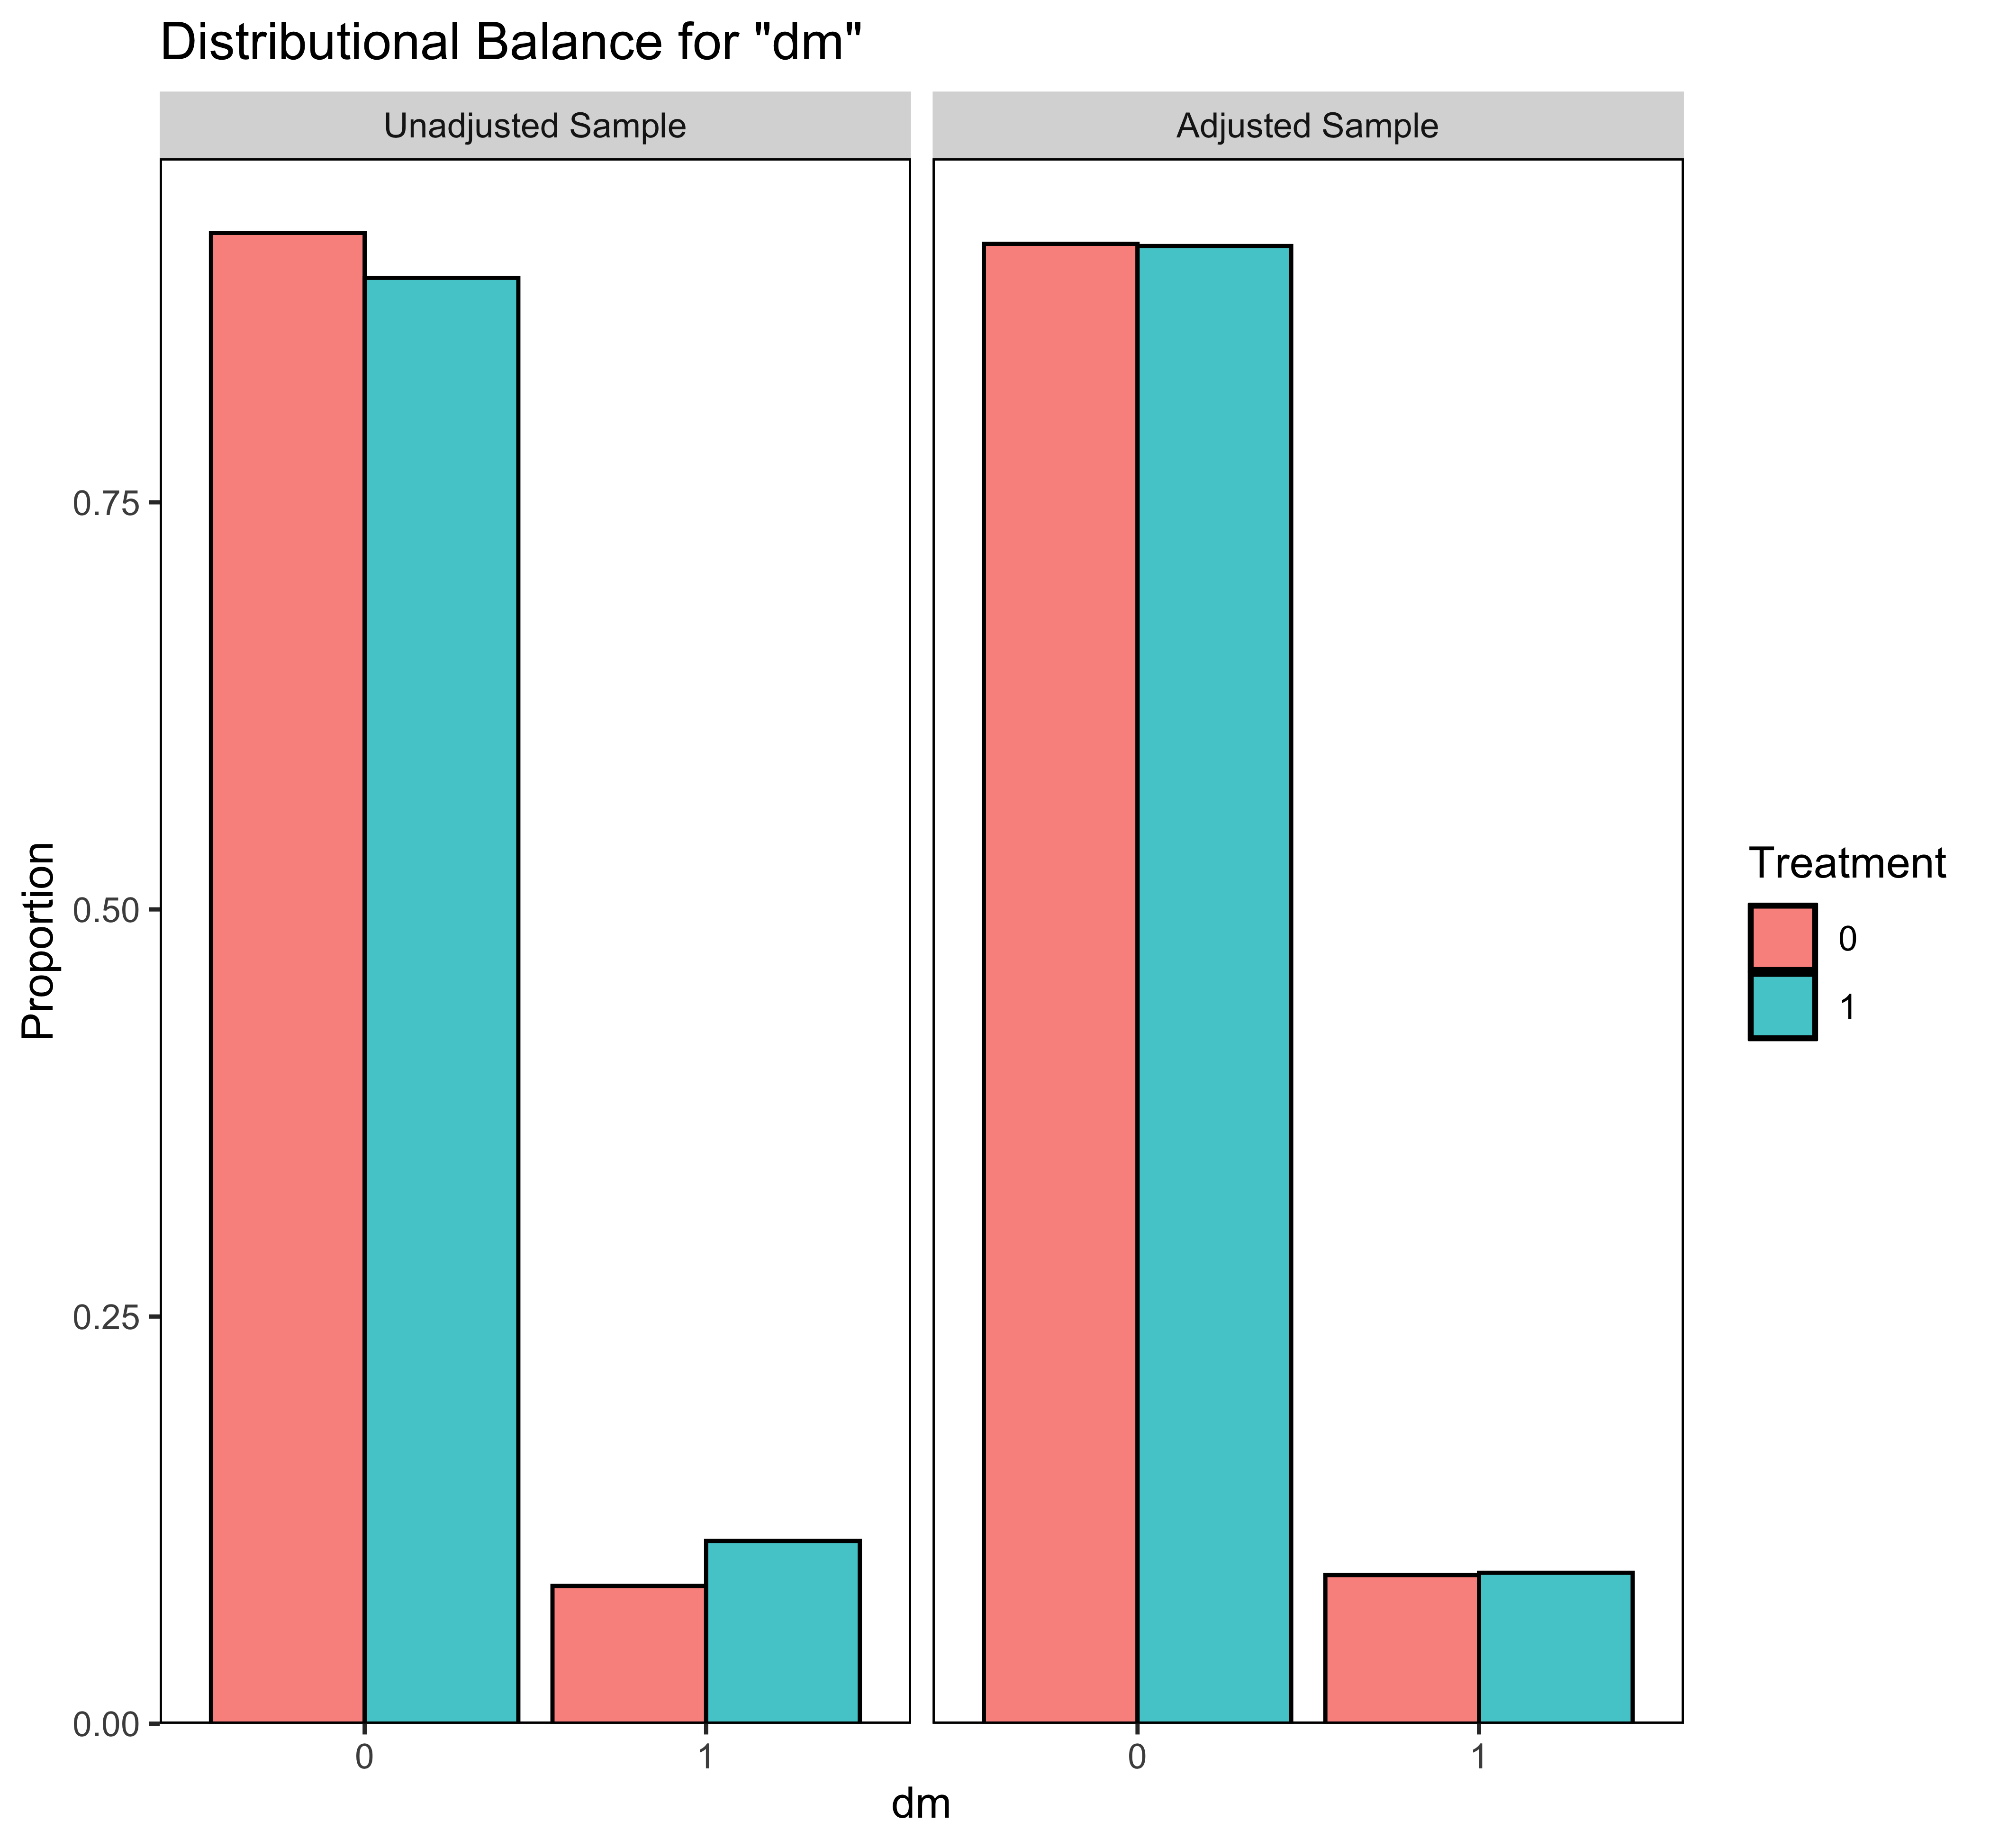 Distributional Balance for "dm"
Unadjusted Sample
Adjusted Sample
Proportion
0.75
0.50
0.25
0.00
0
1
0
1
dm
Treatment
0
1